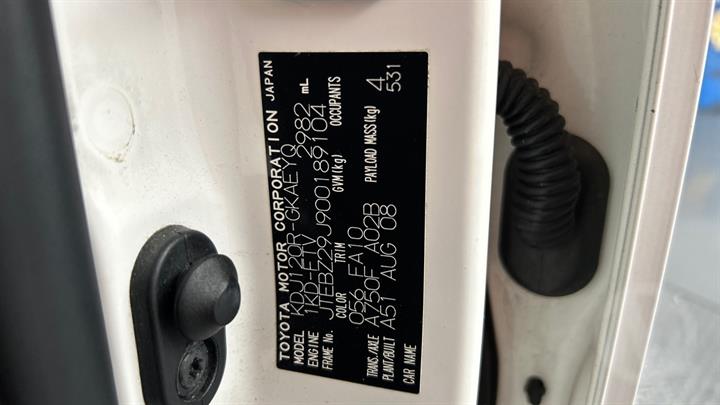 TOYOTA MOTOR CORPORATION JAPAN
MODEL KDJ120R-GKAEYQ
ENGINE 1KD-FTV 2982 mL
FRAME No. JTEBZ29J900189104
COLOR TRIM GVM(kg) OCCUPANTS
056 FA10 4
TRANS./AXLE A750F A02B PAYLOAD MASS(kg) 531
PLANT/BUILT A51 AUG 08
CAR NAME